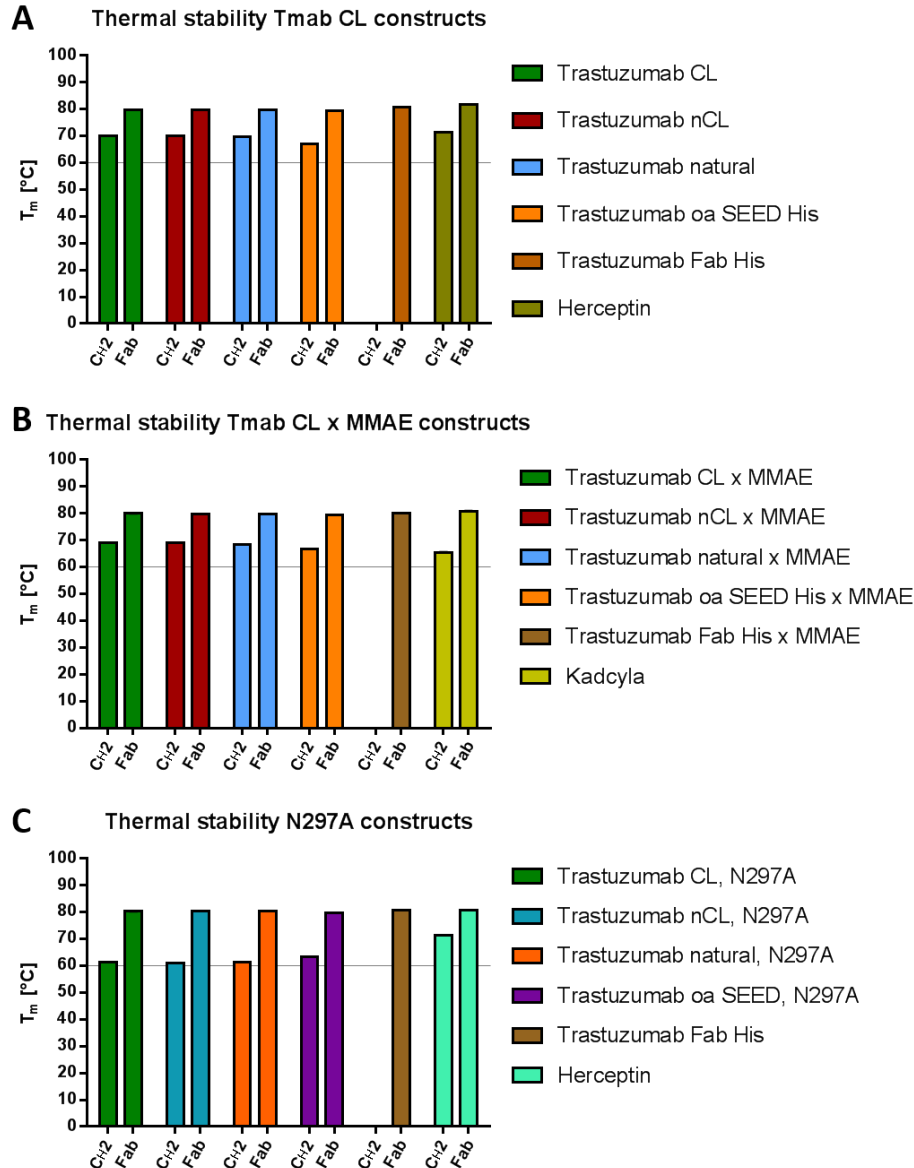 A Thermal stability Tmab CL constructs
100
90
80
70
60
50
40
30
20
10
0
Tm [°C]
CH2 Fab CH2 Fab CH2 Fab CH2 Fab CH2 Fab CH2 Fab
Trastuzumab CL
Trastuzumab nCL
Trastuzumab natural
Trastuzumab oa SEED His
Trastuzumab Fab His
Herceptin
B Thermal stability Tmab CL x MMAE constructs
100
90
80
70
60
50
40
30
20
10
0
Tm [°C]
CH2 Fab CH2 Fab CH2 Fab CH2 Fab CH2 Fab CH2 Fab
Trastuzumab CL x MMAE
Trastuzumab nCL x MMAE
Trastuzumab natural x MMAE
Trastuzumab oa SEED His x MMAE
Trastuzumab Fab His x MMAE
Kadcyla
C Thermal stability N297A constructs
100
90
80
70
60
50
40
30
20
10
0
Tm [°C]
CH2 Fab CH2 Fab CH2 Fab CH2 Fab CH2 Fab CH2 Fab
Trastuzumab CL, N297A
Trastuzumab nCL, N297A
Trastuzumab natural, N297A
Trastuzumab oa SEED, N297A
Trastuzumab Fab His
Herceptin